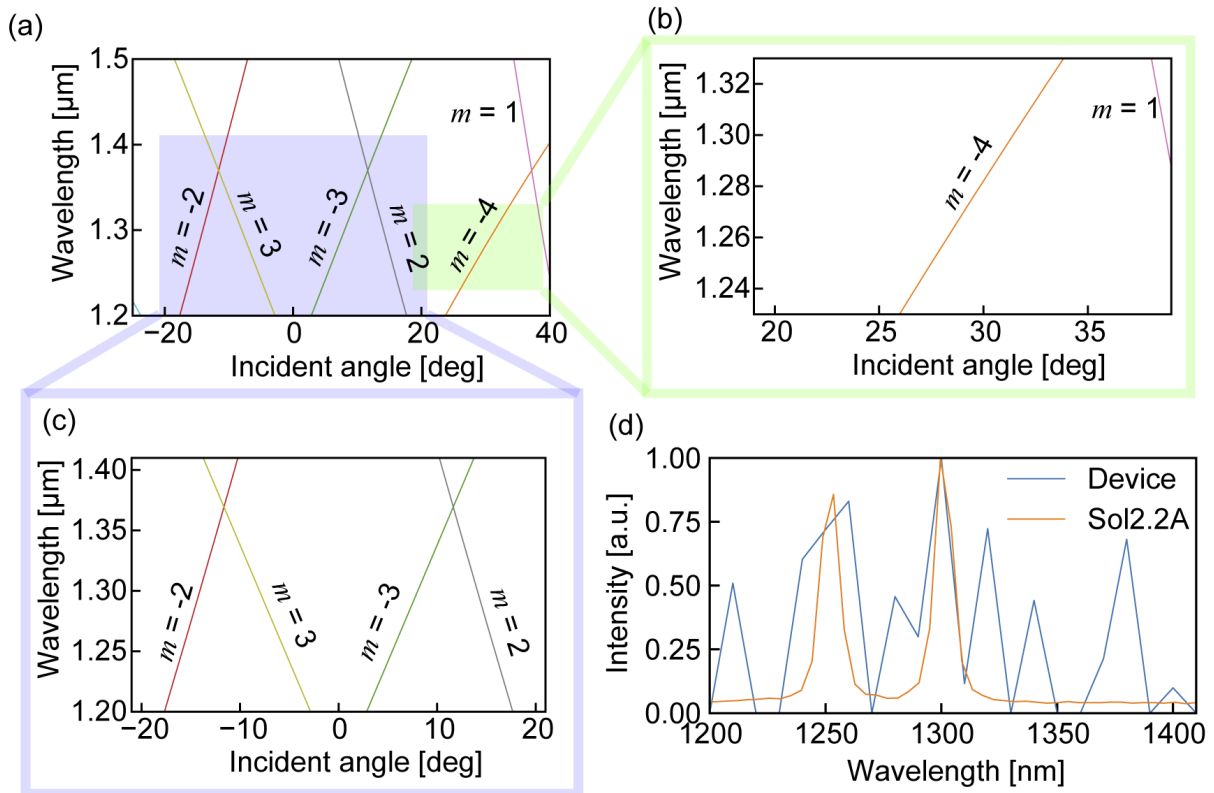 (a)
1.5
1.4
1.3
1.2
Wavelength [μm]
m = 1
m = -2
m = 3
m = -3
m = 2
m = -4
−20
0
20
40
Incident angle [deg]
(b)
1.32
1.30
1.28
1.26
1.24
Wavelength [μm]
m = 1
m = -4
20
25
30
35
Incident angle [deg]
(c)
1.40
1.35
1.30
1.25
1.20
Wavelength [μm]
m = -2
m = 3
m = -3
m = 2
−20
−10
0
10
20
Incident angle [deg]
(d)
1.00
0.75
0.50
0.25
0.00
Intensity [a.u.]
Device
Sol2.2A
1200
1250
1300
1350
1400
Wavelength [nm]